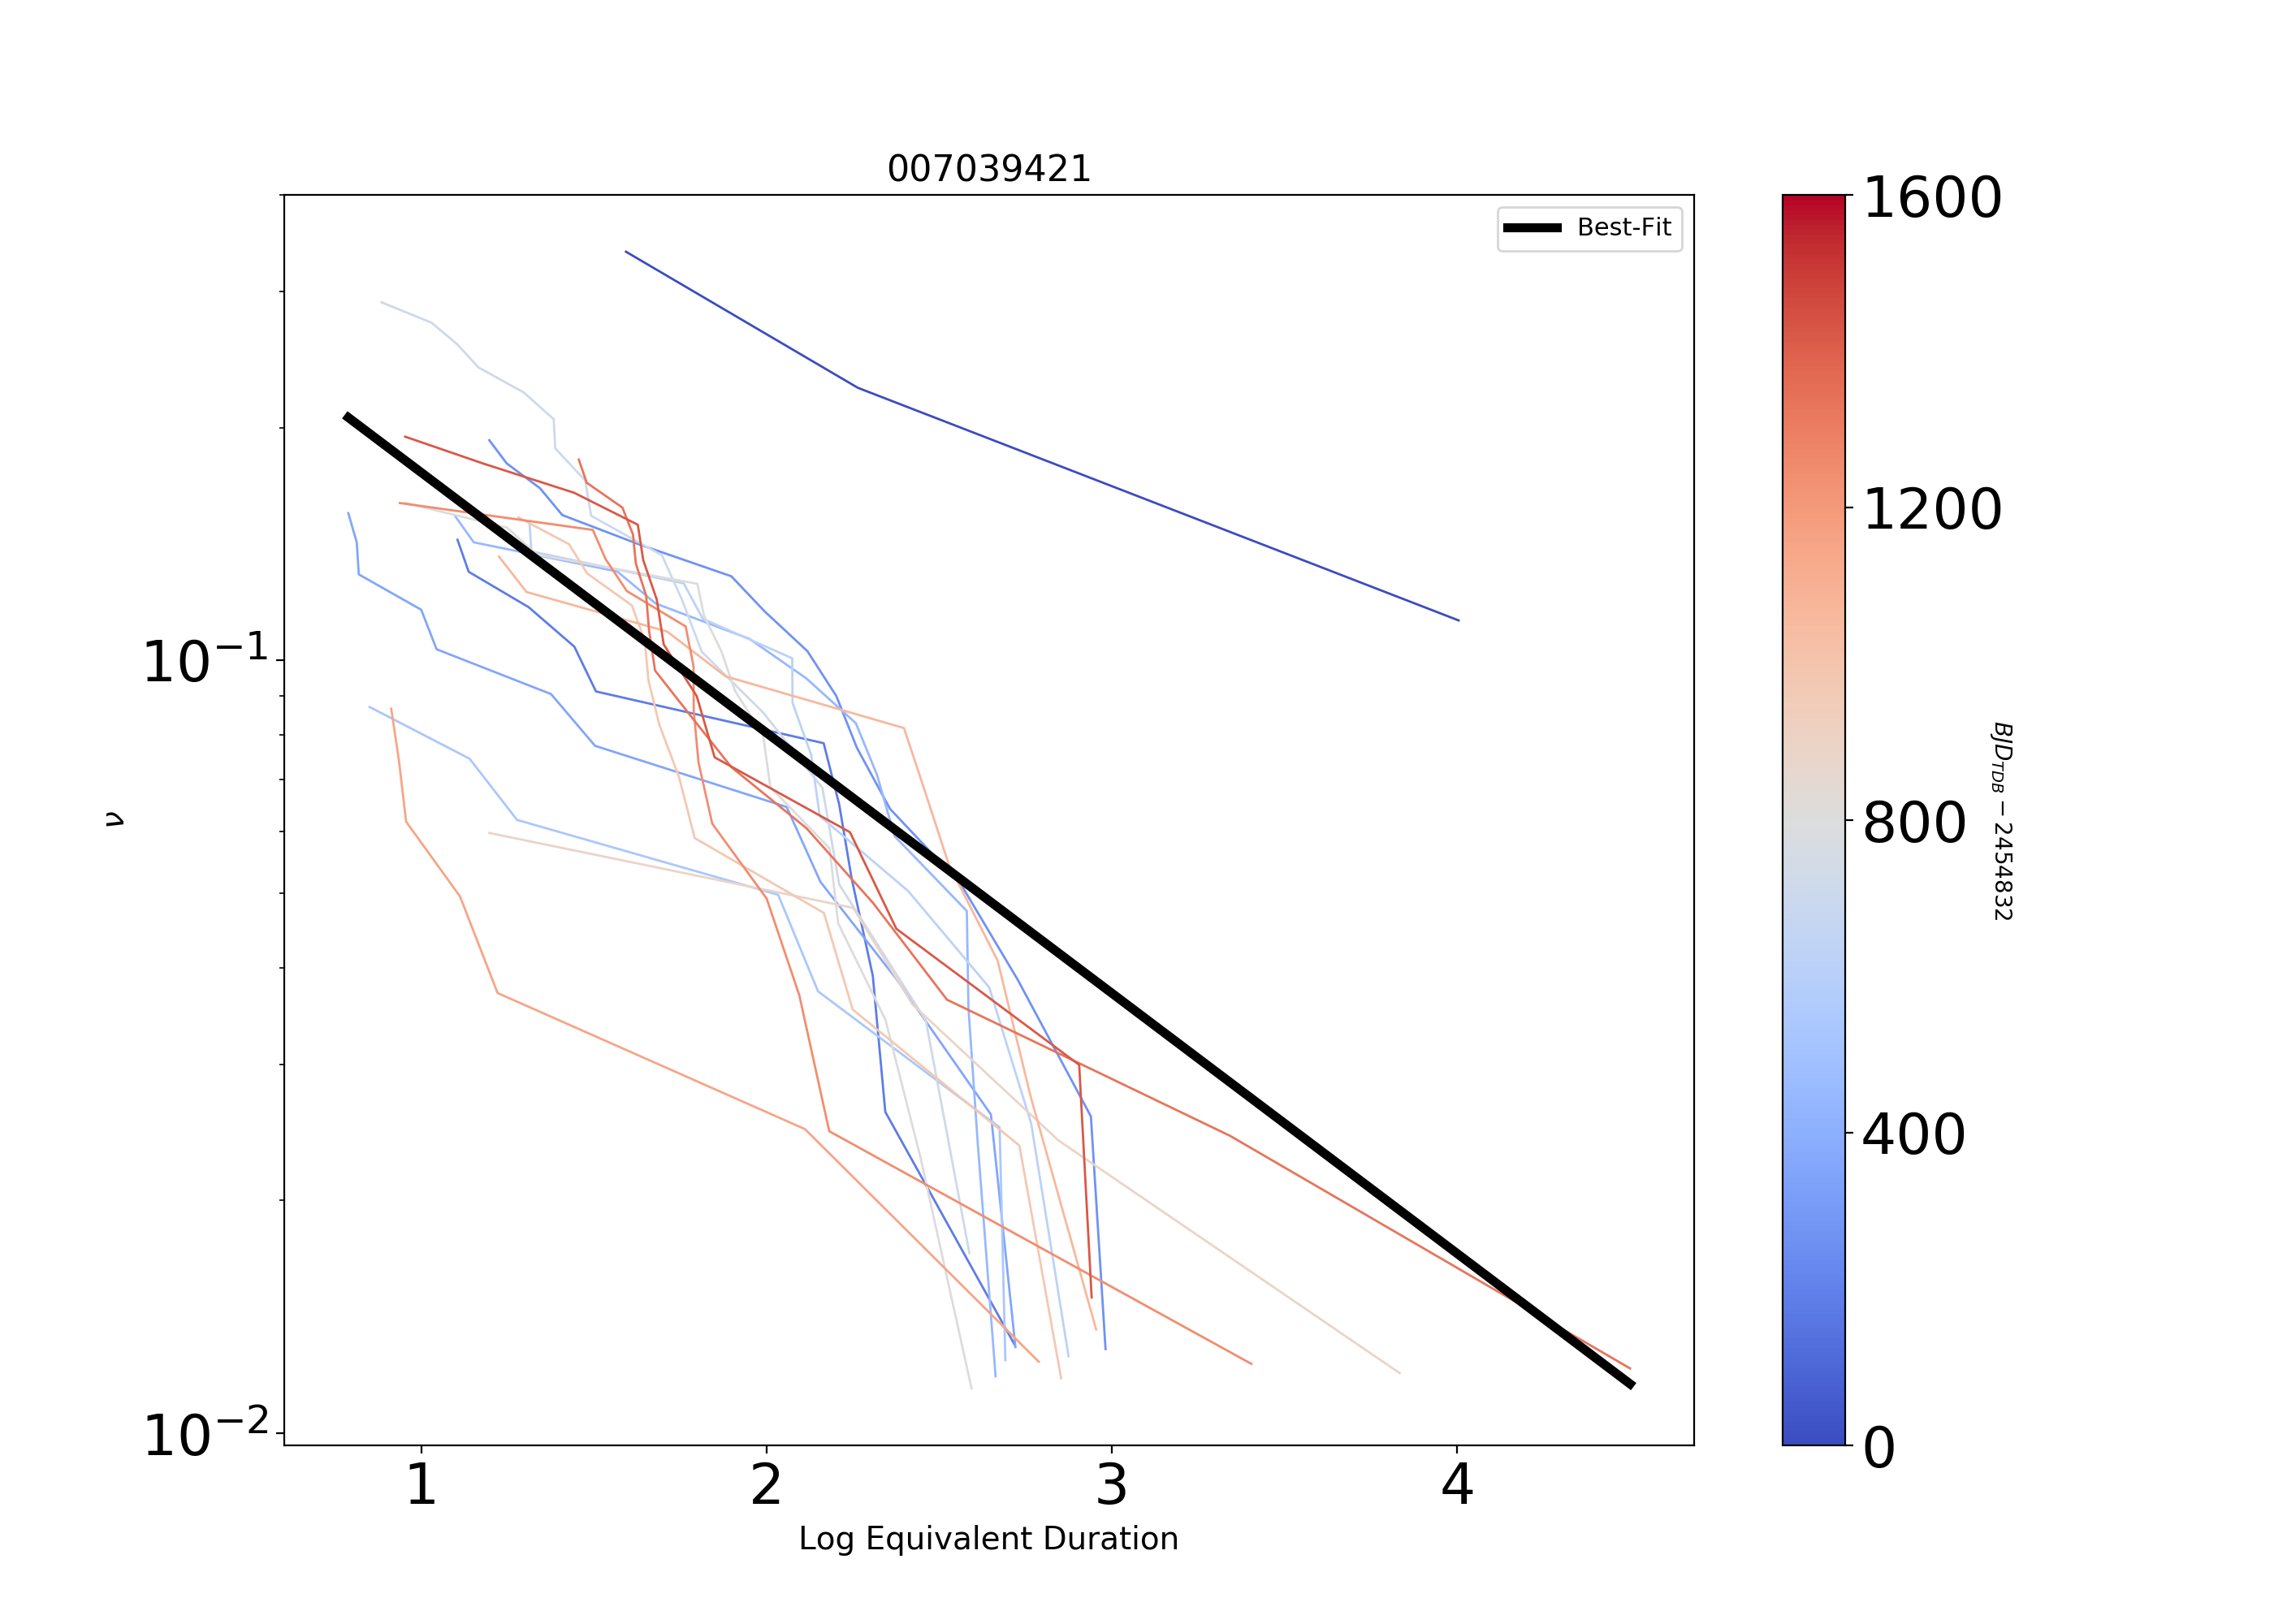 007039421
Best-Fit
10⁻¹
10⁻²
ν
1 2 3 4
Log Equivalent Duration
1600
1200
800
400
0
BJD_TDB − 2454832